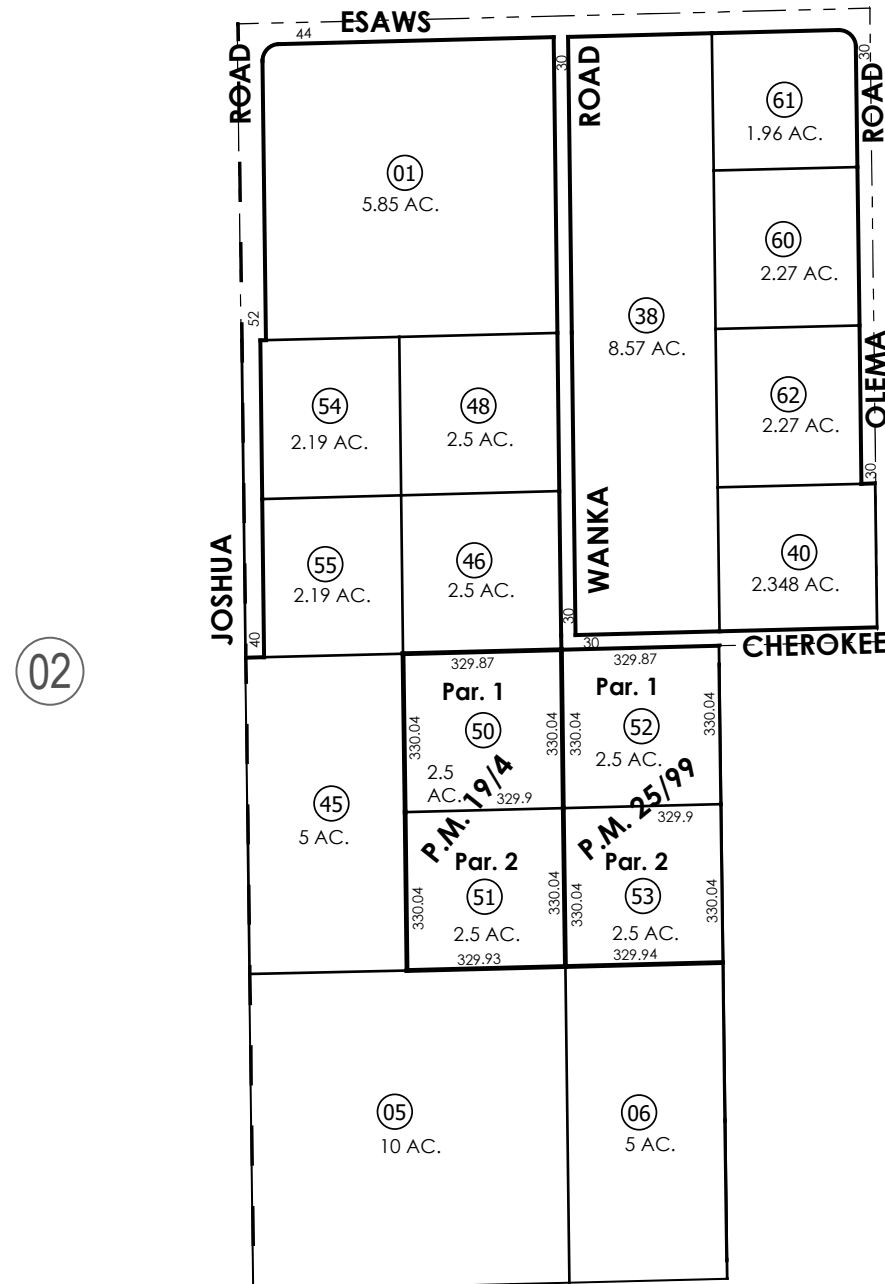 ESAWS
44
ROAD
30
ROAD
30
ROAD
01
5.85 AC.
61
1.96 AC.
60
2.27 AC.
38
8.57 AC.
52
OLEMA
54
2.19 AC.
48
2.5 AC.
62
2.27 AC.
30
WANKA
JOSHUA
55
2.19 AC.
46
2.5 AC.
40
2.348 AC.
30
40
30
CHEROKEE
02
329.87
329.87
Par. 1
Par. 1
50
52
330.04
330.04
330.04
330.04
2.5
AC.
2.5 AC.
P.M. 19/4
P.M. 25/99
329.9
329.9
45
5 AC.
Par. 2
Par. 2
51
53
330.04
330.04
330.04
330.04
2.5 AC.
2.5 AC.
329.93
329.94
05
10 AC.
06
5 AC.